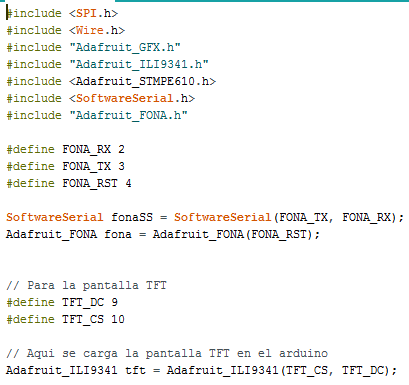 #include <SPI.h>
#include <Wire.h>
#include "Adafruit_GFX.h"
#include "Adafruit_ILI9341.h"
#include <Adafruit_STMPE610.h>
#include <SoftwareSerial.h>
#include "Adafruit_FONA.h"
#define FONA_RX 2
#define FONA_TX 3
#define FONA_RST 4
SoftwareSerial fonaSS = SoftwareSerial(FONA_TX, FONA_RX);
Adafruit_FONA fona = Adafruit_FONA(FONA_RST);
// Para la pantalla TFT
#define TFT_DC 9
#define TFT_CS 10
// Aqui se carga la pantalla TFT en el arduino
Adafruit_ILI9341 tft = Adafruit_ILI9341(TFT_CS, TFT_DC);